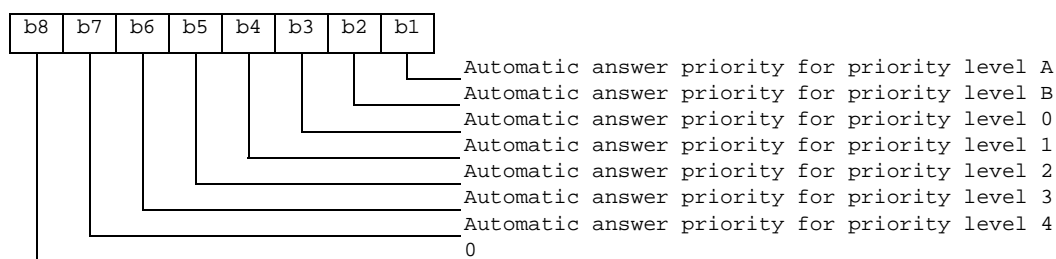 b8 b7 b6 b5 b4 b3 b2 b1
Automatic answer priority for priority level A
Automatic answer priority for priority level B
Automatic answer priority for priority level 0
Automatic answer priority for priority level 1
Automatic answer priority for priority level 2
Automatic answer priority for priority level 3
Automatic answer priority for priority level 4
0